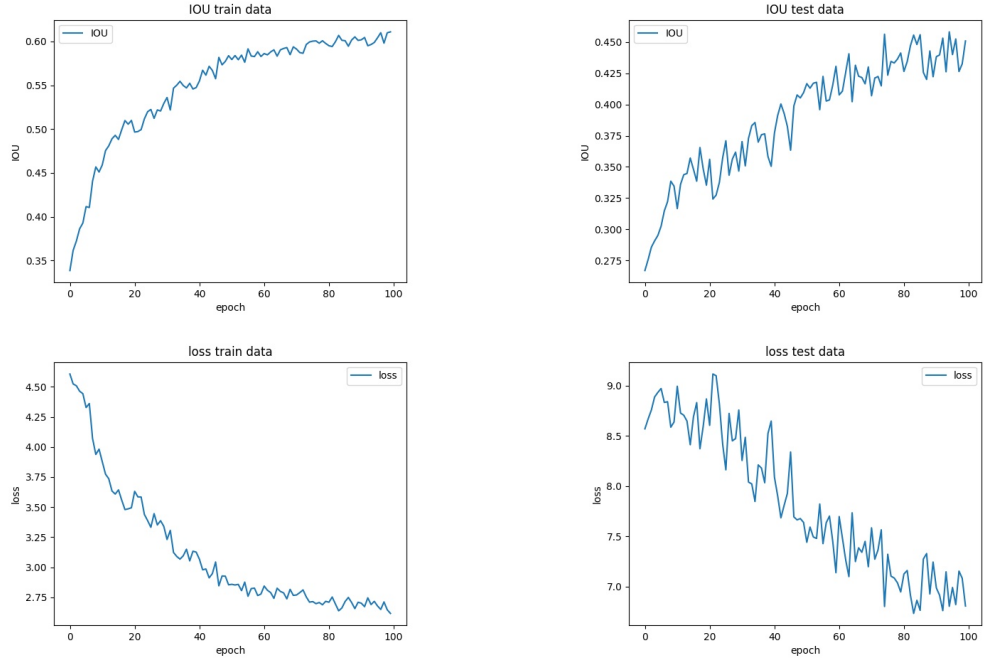 IOU train data
IOU
IOU
0.60
0.55
0.50
0.45
0.40
0.35
0 20 40 60 80 100
epoch
IOU test data
IOU
IOU
0.450
0.425
0.400
0.375
0.350
0.325
0.300
0.275
0 20 40 60 80 100
epoch
loss train data
loss
loss
4.50
4.25
4.00
3.75
3.50
3.25
3.00
2.75
0 20 40 60 80 100
epoch
loss test data
loss
loss
9.0
8.5
8.0
7.5
7.0
0 20 40 60 80 100
epoch